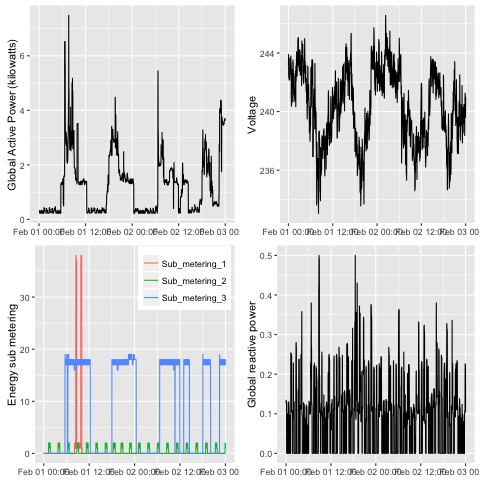 Global Active Power (kilowatts)
6
4
2
0
Feb 01 00:00
Feb 01 12:00
Feb 02 00:00
Feb 02 12:00
Feb 03 00:
Voltage
244
240
236
Feb 01 00:00
Feb 01 12:00
Feb 02 00:00
Feb 02 12:00
Feb 03 00:
Energy sub metering
30
20
10
0
Sub_metering_1
Sub_metering_2
Sub_metering_3
Feb 01 00:00
Feb 01 12:00
Feb 02 00:00
Feb 02 12:00
Feb 03 00:
Global reactive power
0.5
0.4
0.3
0.2
0.1
0.0
Feb 01 00:00
Feb 01 12:00
Feb 02 00:00
Feb 02 12:00
Feb 03 00: